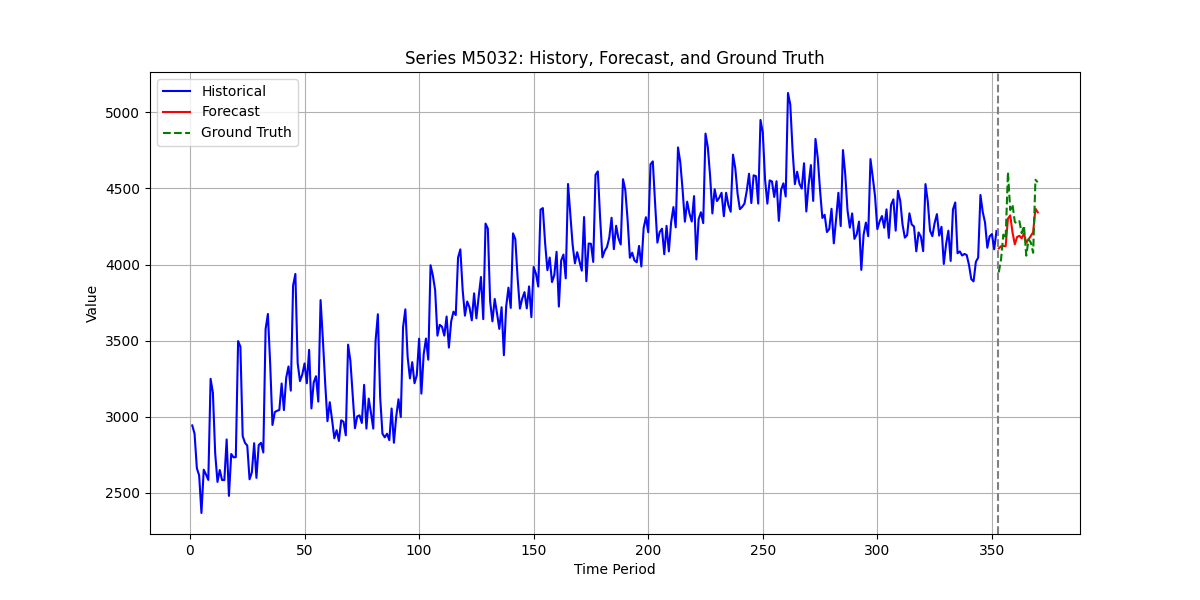 Series M5032: History, Forecast, and Ground Truth
Historical
Forecast
Ground Truth
5000
4500
4000
3500
3000
2500
Value
0 50 100 150 200 250 300 350
Time Period